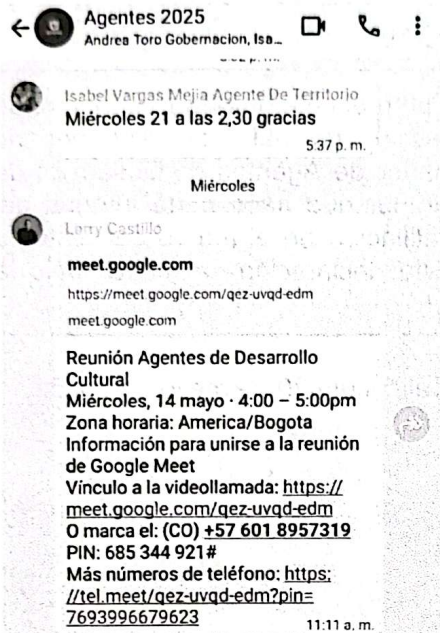 Agentes 2025
Andrea Toro Gobernacion, Isa...
Isabel Vargas Mejia Agente De Territorio
Miércoles 21 a las 2,30 gracias
5.37 p. m.
Miércoles
Lorry Castillo
meet.google.com
https://meet.google.com/qez-uvqd-edm
meet.google.com
Reunión Agentes de Desarrollo
Cultural
Miércoles, 14 mayo · 4:00 – 5:00pm
Zona horaria: America/Bogota
Información para unirse a la reunión
de Google Meet
Vínculo a la videollamada: https://
meet.google.com/qez-uvqd-edm
O marca el: (CO) +57 601 8957319
PIN: 685 344 921#
Más números de teléfono: https:
//tel.meet/qez-uvqd-edm?pin=
7693996679623
11:11 a. m.